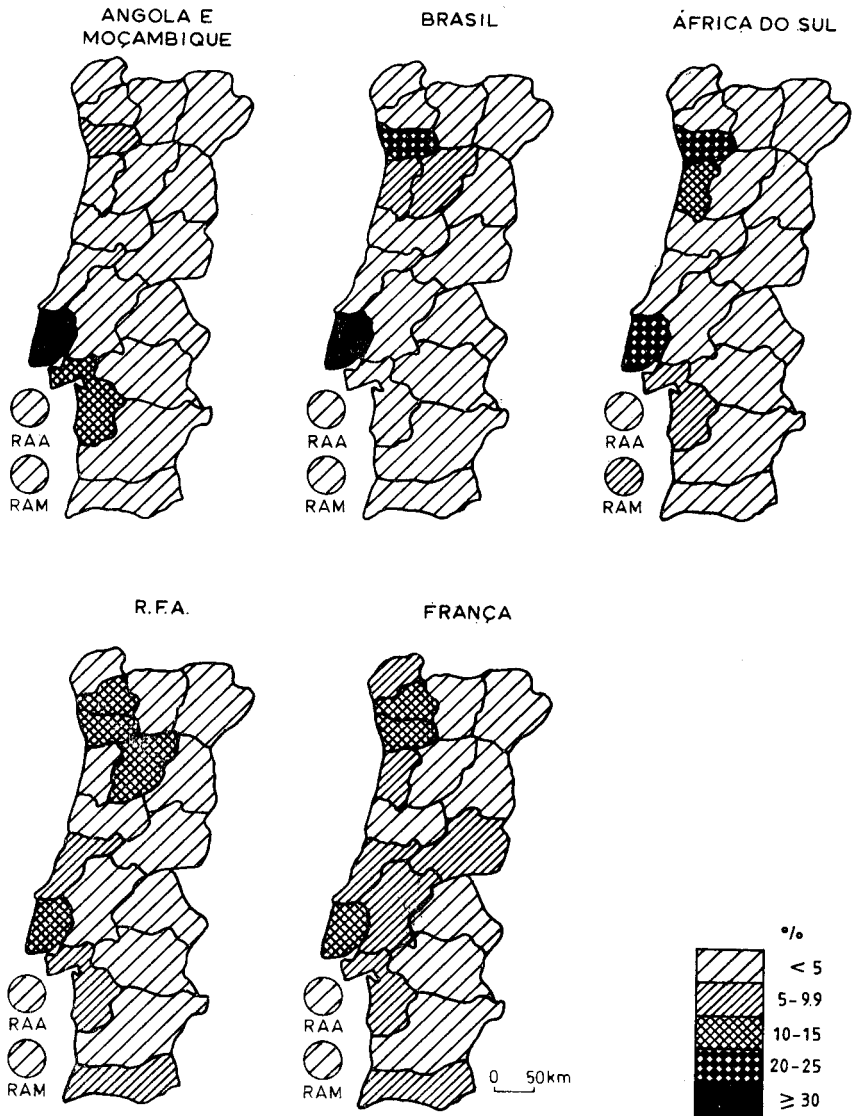 ANGOLA E
MOÇAMBIQUE
BRASIL
ÁFRICA DO SUL
RAA
RAM
RAA
RAM
RAA
RAM
R.F.A.
FRANÇA
RAA
RAM
RAA
RAM
0 50km
%
< 5
5-9.9
10-15
20-25
≥ 30